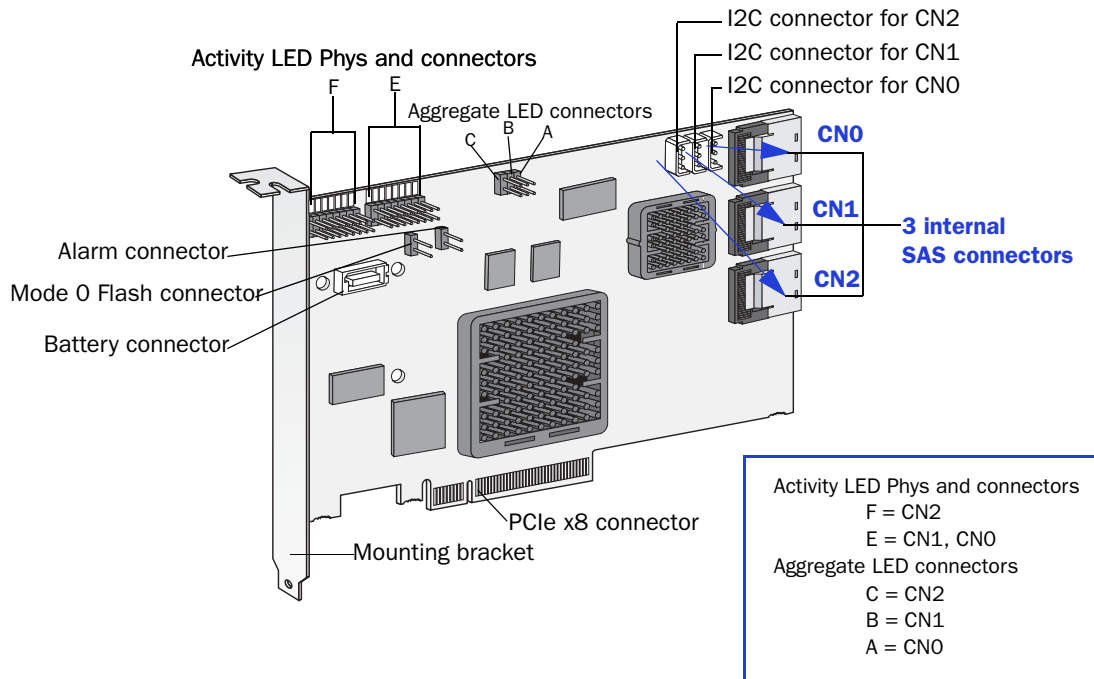 I2C connector for CN2
I2C connector for CN1
I2C connector for CN0
Activity LED Phys and connectors
F
E
Aggregate LED connectors
C
B
A
CN0
CN1
CN2
3 internal
SAS connectors
Alarm connector
Mode 0 Flash connector
Battery connector
PCIe x8 connector
Mounting bracket
Activity LED Phys and connectors
F = CN2
E = CN1, CN0
Aggregate LED connectors
C = CN2
B = CN1
A = CN0